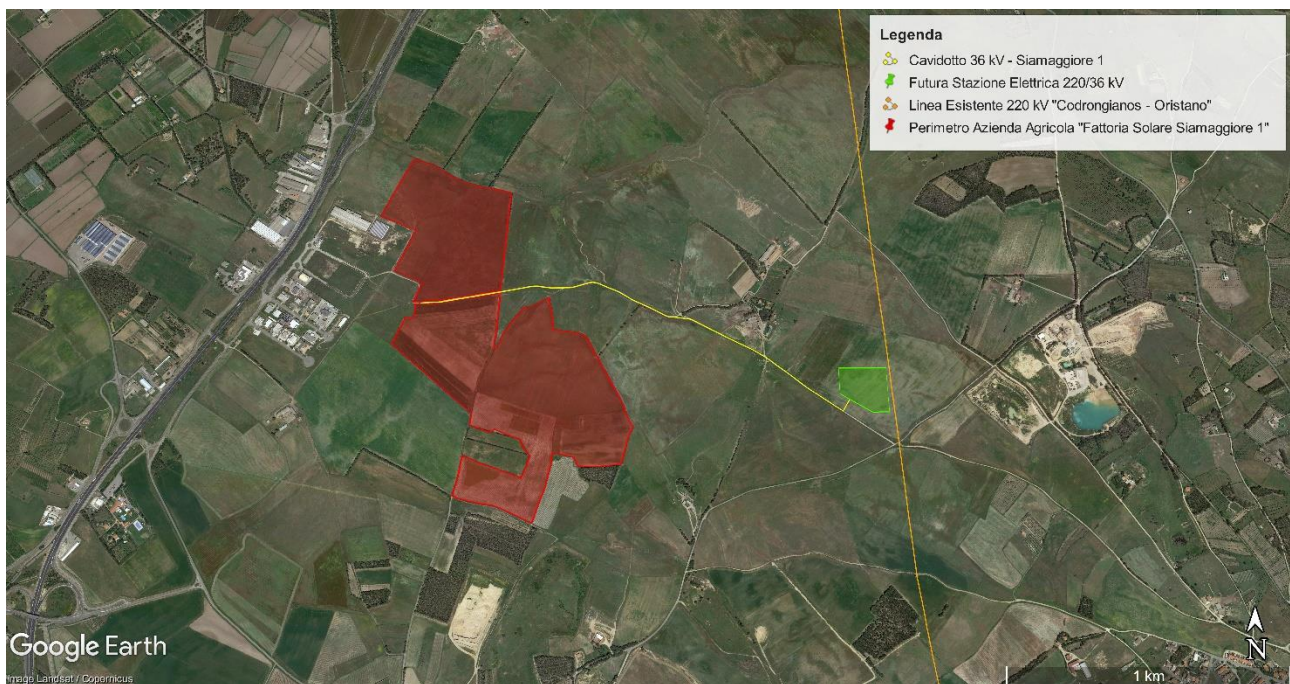 Legenda
Cavidotto 36 kV - Siamaggiore 1
Futura Stazione Elettrica 220/36 kV
Linea Esistente 220 kV "Codrongianos - Oristano"
Perimetro Azienda Agricola "Fattoria Solare Siamaggiore 1"
Google Earth
Image Landsat / Copernicus
N
1 km